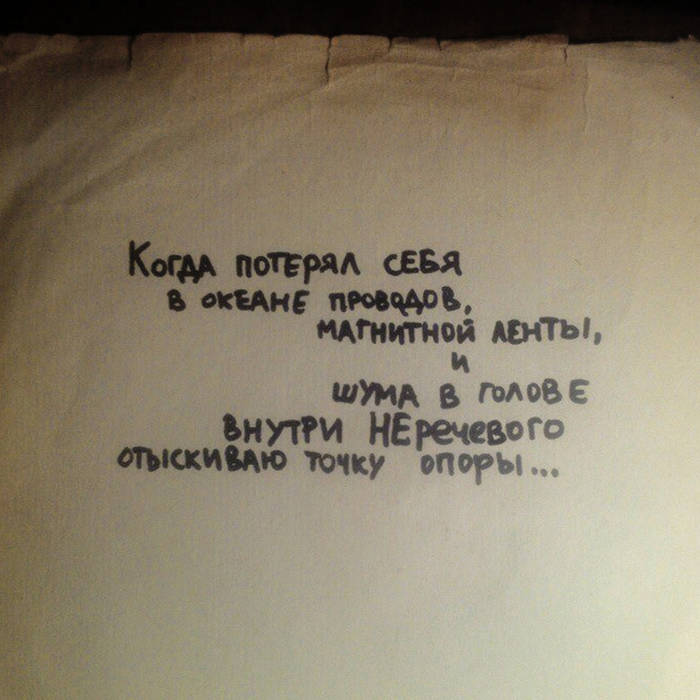 Когда потерял себя
в океане проводов,
магнитной ленты,
и
шума в голове
внутри НЕречевого
отыскиваю точку опоры...